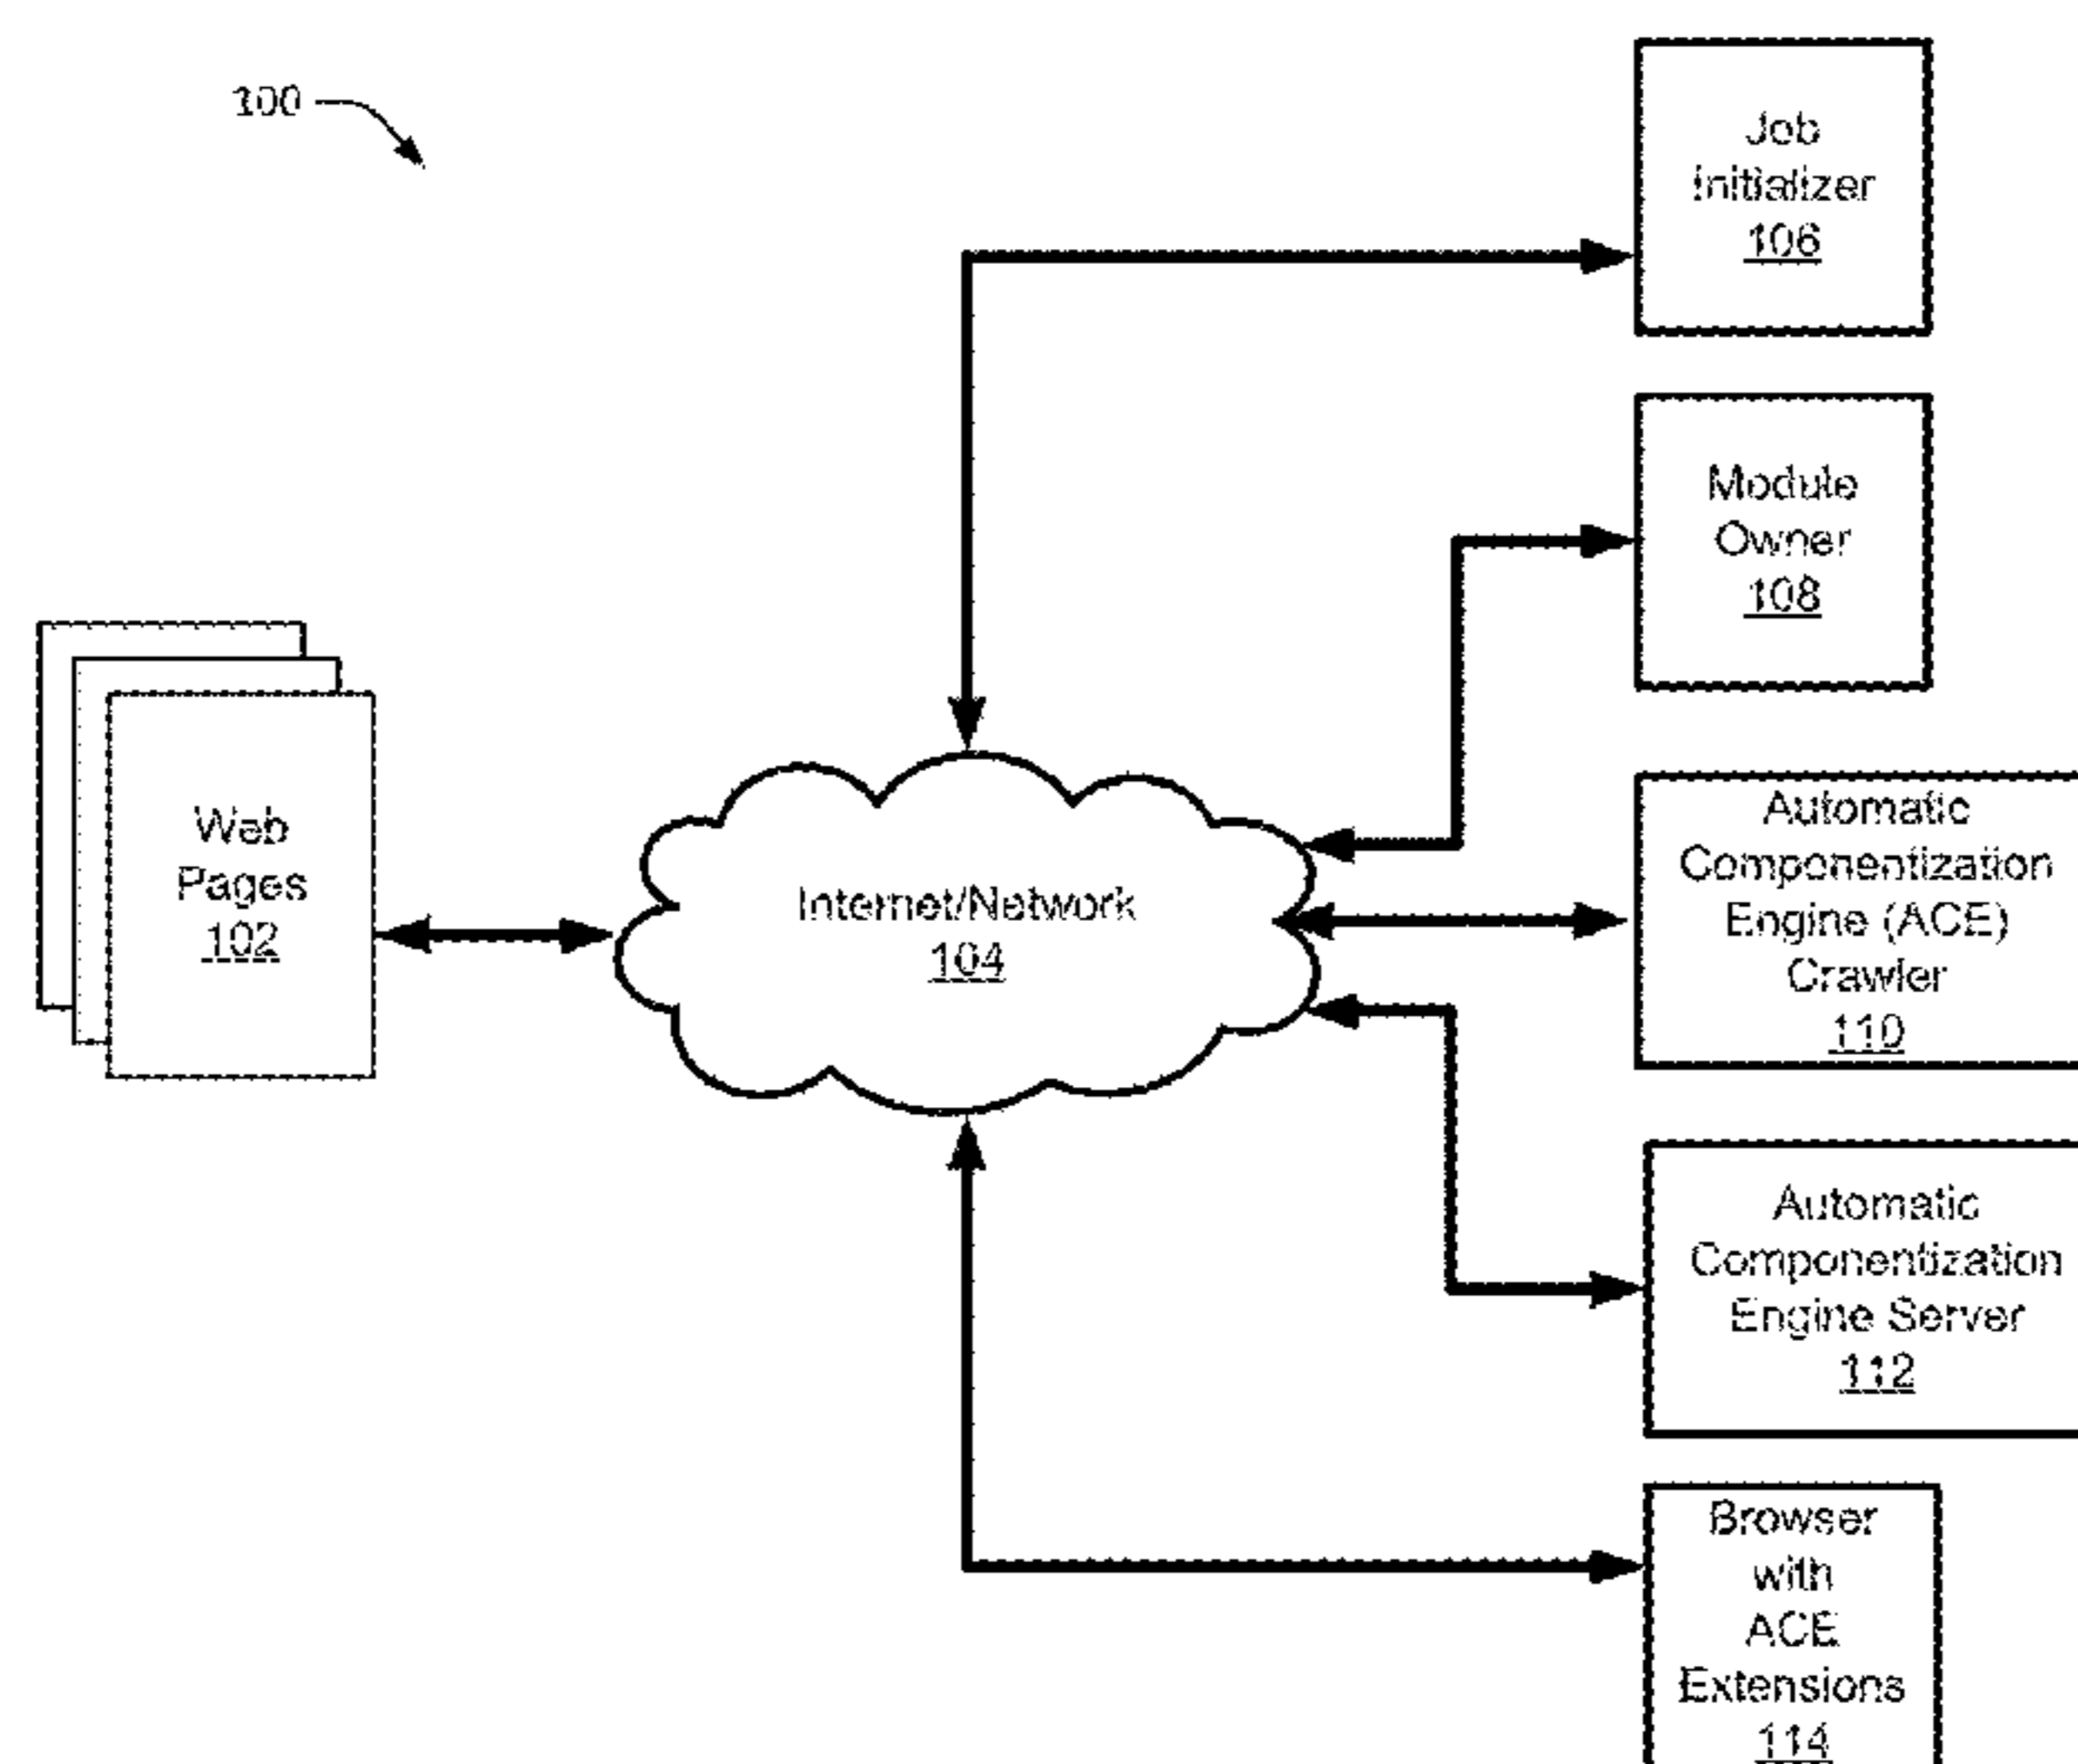 100
Job
Initializer
106
Module
Owner
108
Web
Pages
102
Internet/Network
104
Automatic
Componentization
Engine (ACE)
Crawler
110
Automatic
Componentization
Engine Server
112
Browser
with
ACE
Extensions
114